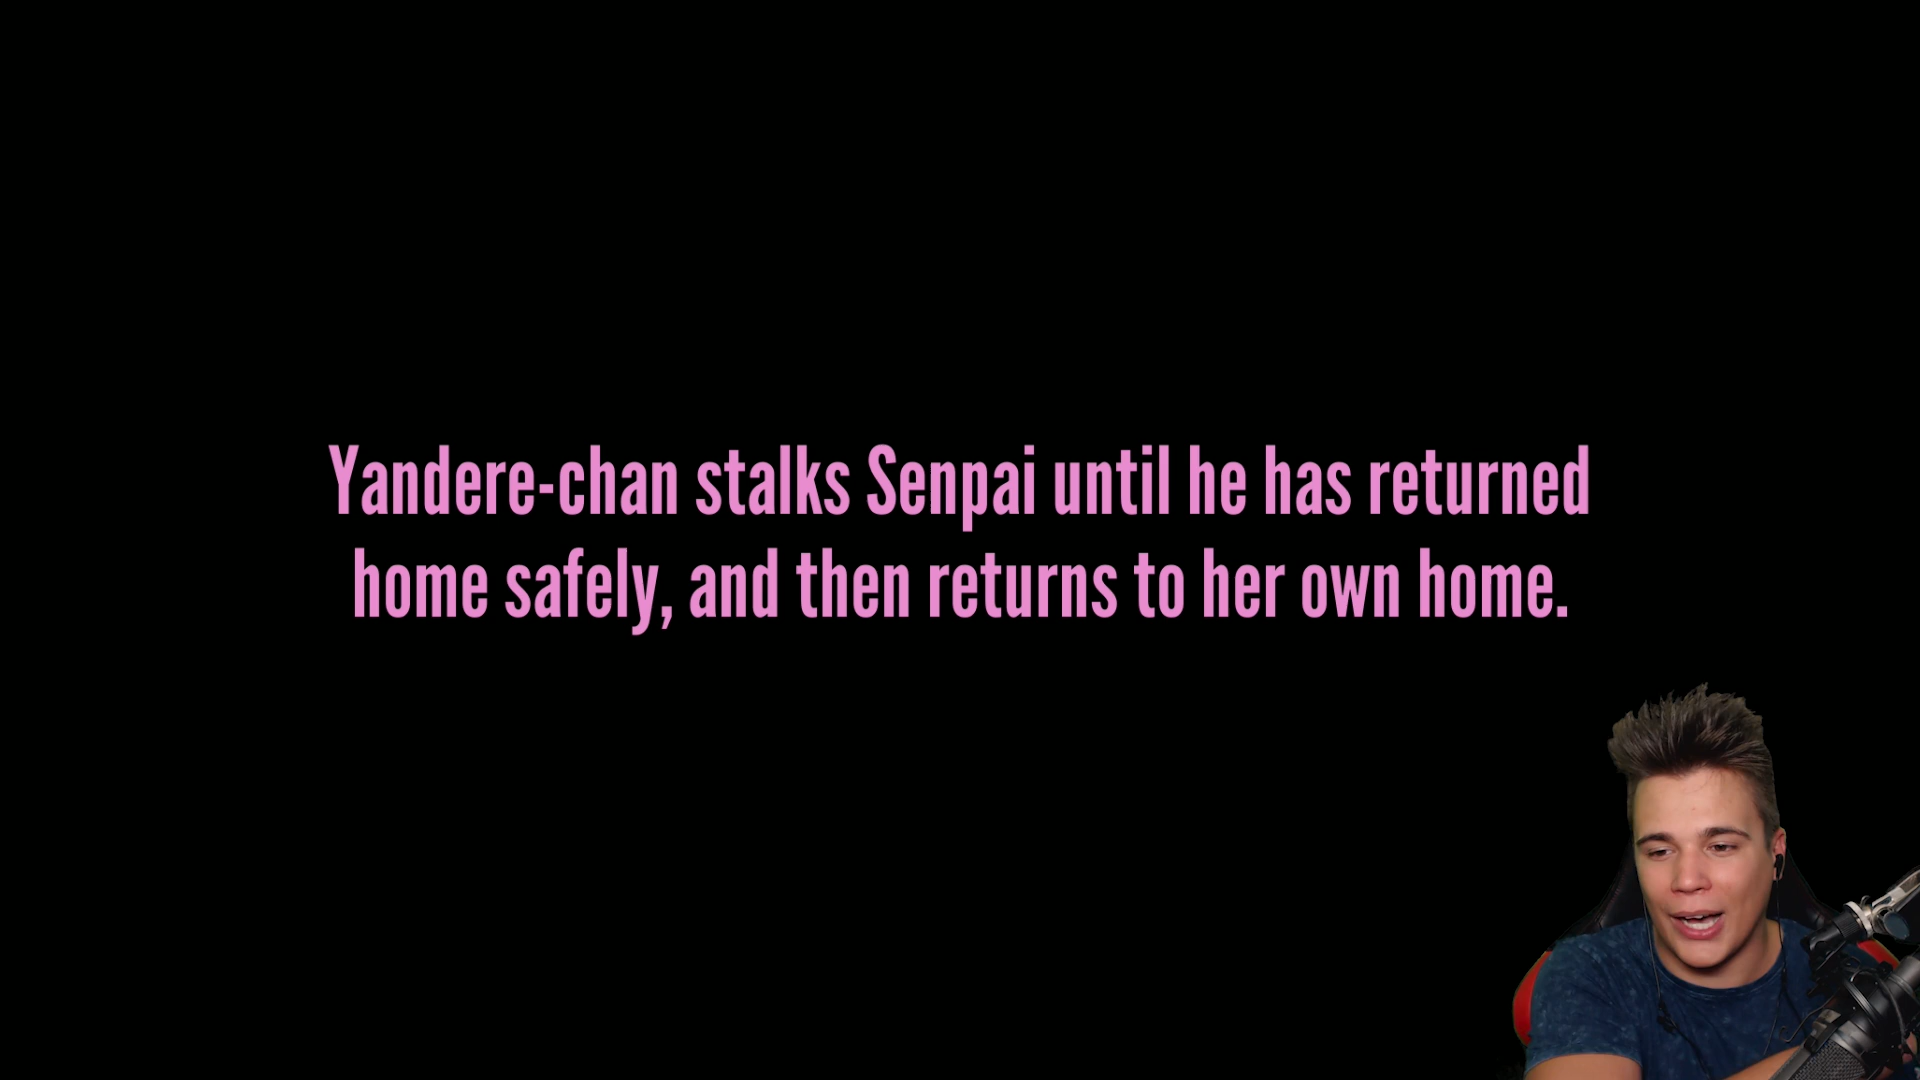 Yandere-chan stalks Senpai until he has returned
home safely, and then returns to her own home.